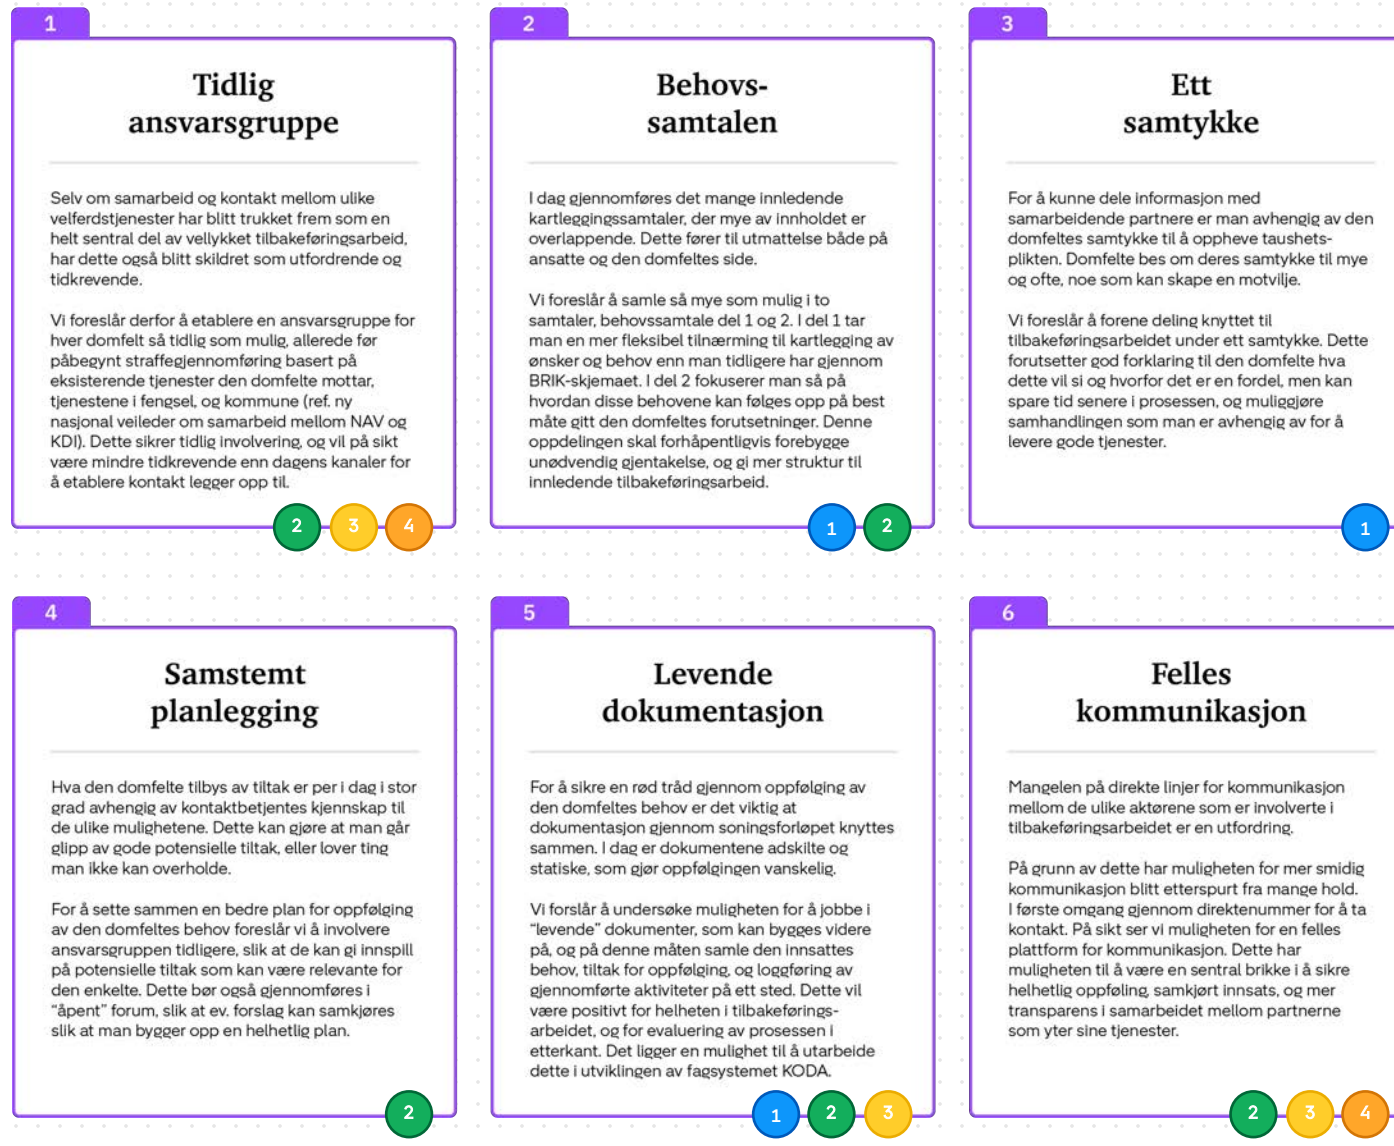 1
Tidlig
ansvarsgruppe
Selv om samarbeid og kontakt mellom ulike
velferdstjenester har blitt trukket frem som en
helt sentral del av vellykket tilbakeføringsarbeid,
har dette også blitt skildret som utfordrende og
tidkrevende.
Vi foreslår derfor å etablere en ansvarsgruppe for
hver domfelt så tidlig som mulig, allerede før
påbegynt straffegjennomføring basert på
eksisterende tjenester den domfelte mottar,
tjenestene i fengsel, og kommune (ref. ny
nasjonal veileder om samarbeid mellom NAV og
KDI). Dette sikrer tidlig involvering, og vil på sikt
være mindre tidkrevende enn dagens kanaler for
å etablere kontakt legger opp til.
2
3
4
2
Behovs-
samtalen
I dag gjennomføres det mange innledende
kartleggingssamtaler, der mye av innholdet er
overlappende. Dette fører til utmattelse både på
ansatte og den domfeltes side.
Vi foreslår å samle så mye som mulig i to
samtaler, behovssamtale del 1 og 2. I del 1 tar
man en mer fleksibel tilnærming til kartlegging av
ønsker og behov enn man tidligere har gjennom
BRIK-skjemaet. I del 2 fokuserer man så på
hvordan disse behovene kan følges opp på best
måte gitt den domfeltes forutsetninger. Denne
oppdelingen skal forhåpentligvis forebygge
unødvendig gjentakelse, og gi mer struktur til
innledende tilbakeføringsarbeid.
1
2
3
Ett
samtykke
For å kunne dele informasjon med
samarbeidende partnere er man avhengig av den
domfeltes samtykke til å oppheve taushets-
plikten. Domfelte bes om deres samtykke til mye
og ofte, noe som kan skape en motvilje.
Vi foreslår å forene deling knyttet til
tilbakeføringsarbeidet under ett samtykke. Dette
forutsetter god forklaring til den domfelte hva
dette vil si og hvorfor det er en fordel, men kan
spare tid senere i prosessen, og muliggjøre
samhandlingen som man er avhengig av for å
levere gode tjenester.
1
4
Samstemt
planlegging
Hva den domfelte tilbys av tiltak er per i dag i stor
grad avhengig av kontaktbetjentes kjennskap til
de ulike mulighetene. Dette kan gjøre at man går
glipp av gode potensielle tiltak, eller lover ting
man ikke kan overholde.
For å sette sammen en bedre plan for oppfølging
av den domfeltes behov foreslår vi å involvere
ansvarsgruppen tidligere, slik at de kan gi innspill
på potensielle tiltak som kan være relevante for
den enkelte. Dette bør også gjennomføres i
"åpent" forum, slik at ev. forslag kan samkjøres
slik at man bygger opp en helhetlig plan.
2
5
Levende
dokumentasjon
For å sikre en rød tråd gjennom oppfølging av
den domfeltes behov er det viktig at
dokumentasjon gjennom soningsforløpet knyttes
sammen. I dag er dokumentene adskilte og
statiske, som gjør oppfølgingen vanskelig.
Vi forslår å undersøke muligheten for å jobbe i
"levende" dokumenter, som kan bygges videre
på, og på denne måten samle den innsattes
behov, tiltak for oppfølging, og loggføring av
gjennomførte aktiviteter på ett sted. Dette vil
være positivt for helheten i tilbakeførings-
arbeidet, og for evaluering av prosessen i
etterkant. Det ligger en mulighet til å utarbeide
dette i utviklingen av fagsystemet KODA.
1
2
3
6
Felles
kommunikasjon
Mangelen på direkte linjer for kommunikasjon
mellom de ulike aktørene som er involverte i
tilbakeføringsarbeidet er en utfordring.
På grunn av dette har muligheten for mer smidig
kommunikasjon blitt etterspurt fra mange hold.
I første omgang gjennom direktenummer for å ta
kontakt. På sikt ser vi muligheten for en felles
plattform for kommunikasjon. Dette har
muligheten til å være en sentral brikke i å sikre
helhetlig oppføling, samkjørt innsats, og mer
transparens i samarbeidet mellom partnerne
som yter sine tjenester.
2
3
4